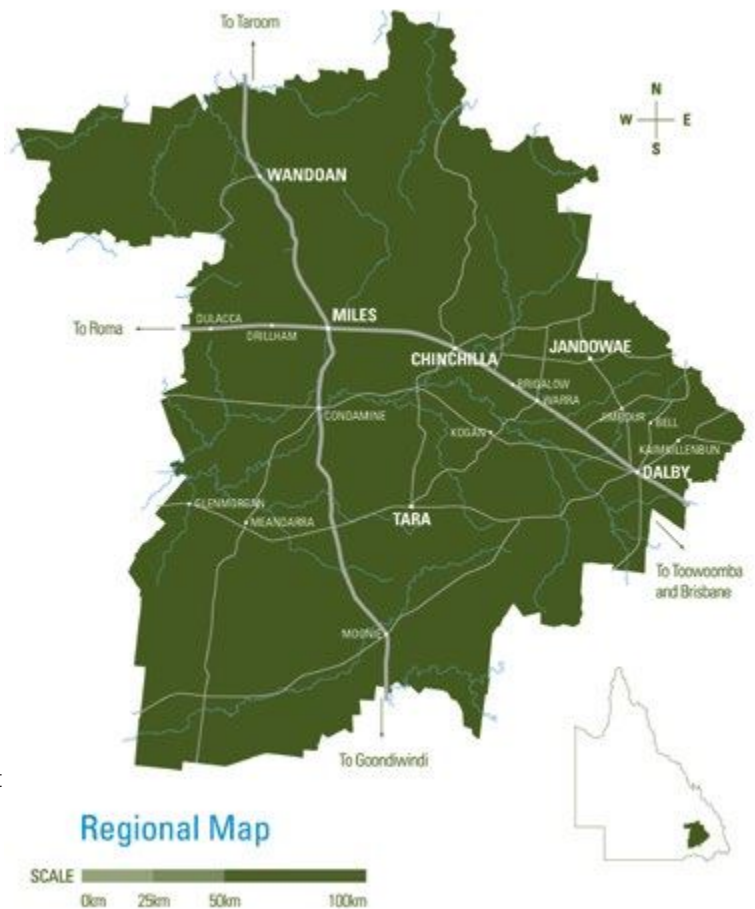 To Taroom
N
W E
S
WANDOAN
To Roma
DULACCA
DRILLHAM
MILES
CHINCHILLA
JANDOWAE
BRIGALOW
WARRA
CONDAMINE
KOGAN
JIMBOUR
BELL
KAIMKILLENBUN
DALBY
GLENMORGAN
MEANDARRA
TARA
To Toowoomba
and Brisbane
MOONIE
To Goondiwindi
Regional Map
SCALE
0km 25km 50km 100km